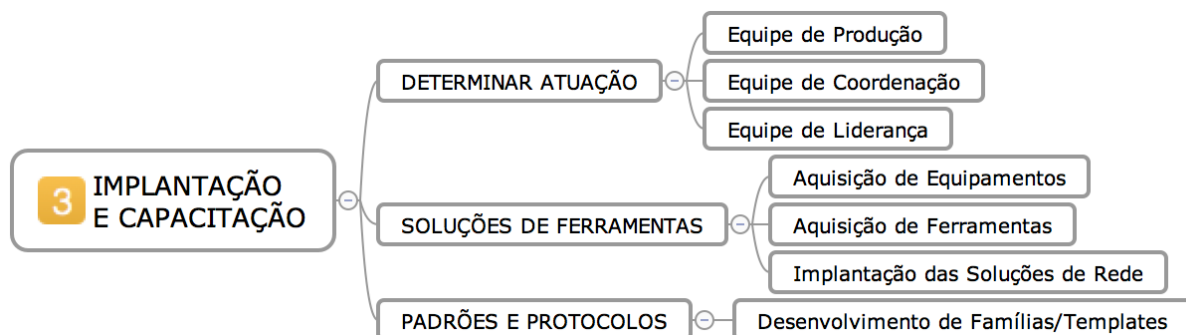 3
IMPLANTAÇÃO
E CAPACITAÇÃO
DETERMINAR ATUAÇÃO
Equipe de Produção
Equipe de Coordenação
Equipe de Liderança
SOLUÇÕES DE FERRAMENTAS
Aquisição de Equipamentos
Aquisição de Ferramentas
Implantação das Soluções de Rede
PADRÕES E PROTOCOLOS
Desenvolvimento de Famílias/Templates